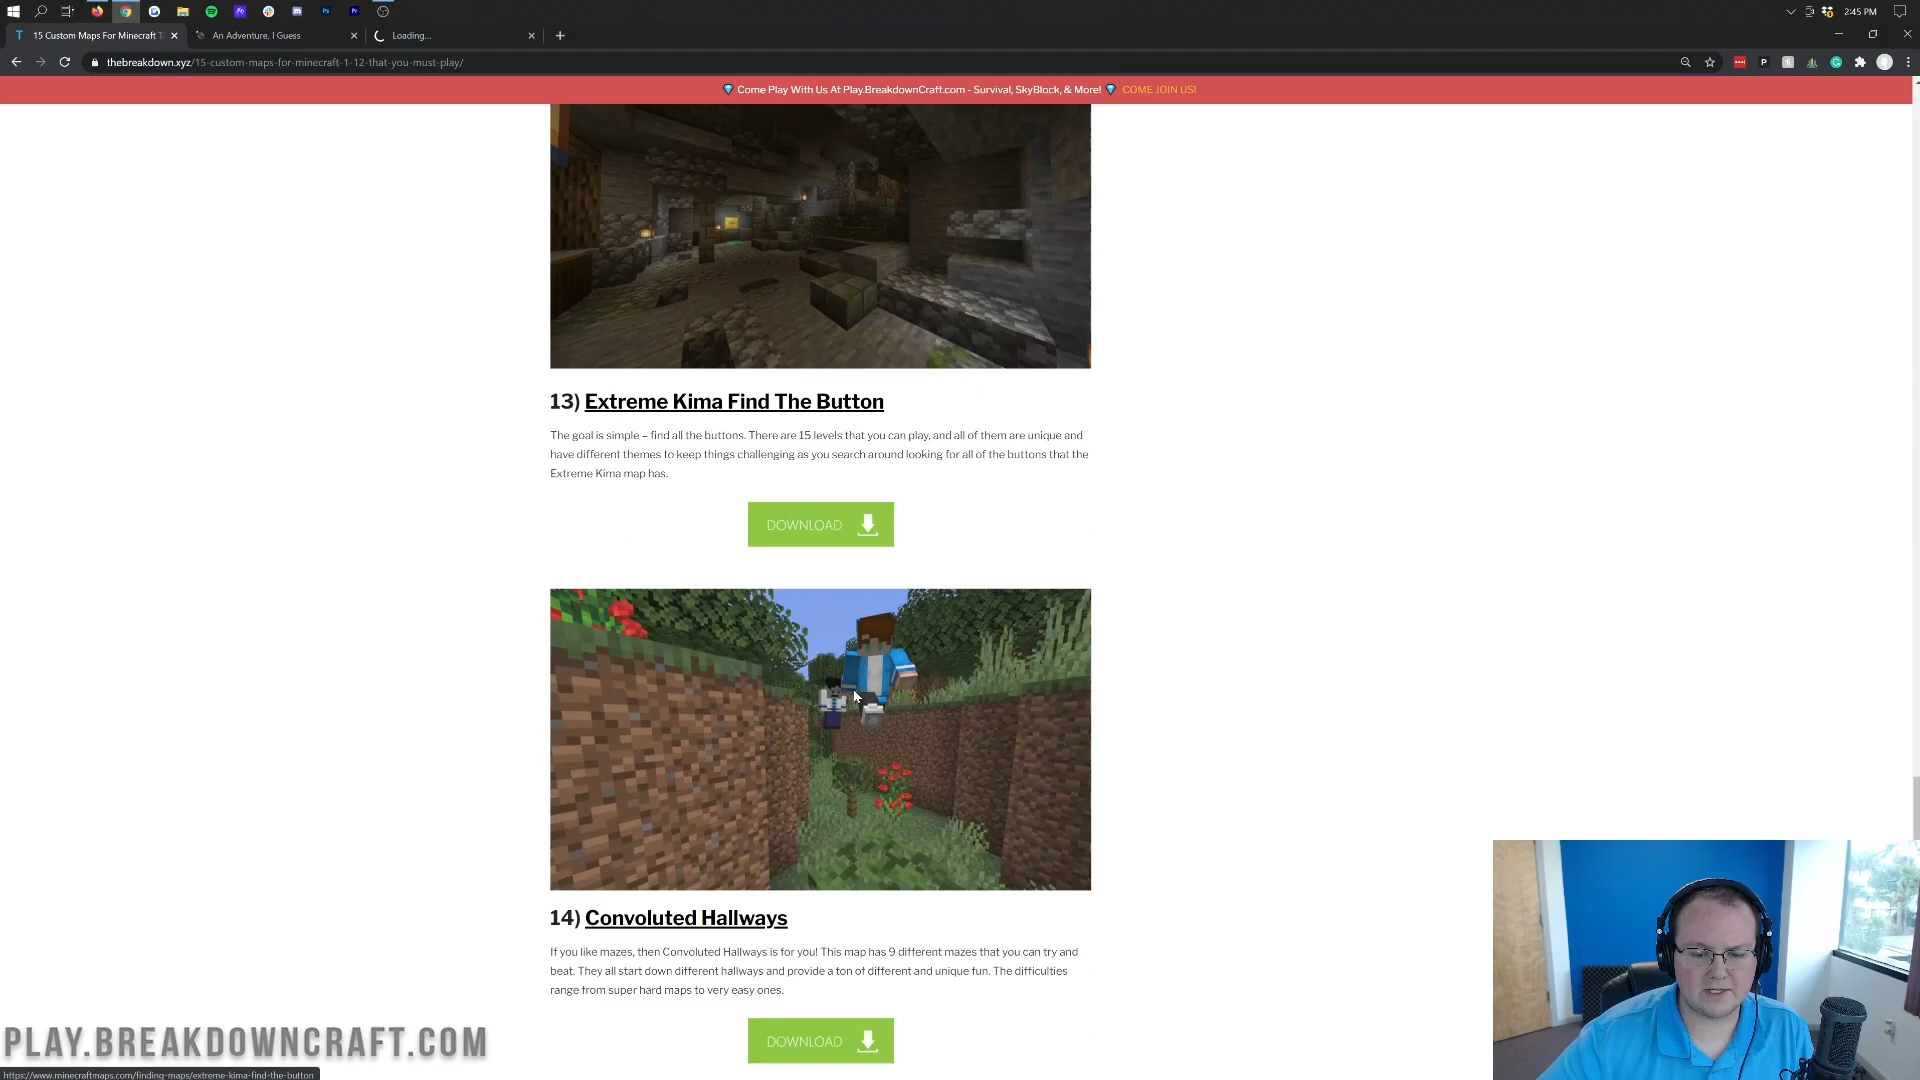 2:45 PM
15 Custom Maps For Minecraft T
An Adventure, I Guess
Loading...
thebreakdown.xyz/15-custom-maps-for-minecraft-1-12-that-you-must-play/
Come Play With Us At Play.BreakdownCraft.com - Survival, SkyBlock, & More! COME JOIN US!
13) Extreme Kima Find The Button
The goal is simple – find all the buttons. There are 15 levels that you can play, and all of them are unique and
have different themes to keep things challenging as you search around looking for all of the buttons that the
Extreme Kima map has.
DOWNLOAD
14) Convoluted Hallways
If you like mazes, then Convoluted Hallways is for you! This map has 9 different mazes that you can try and
beat. They all start down different hallways and provide a ton of different and unique fun. The difficulties
range from super hard maps to very easy ones.
DOWNLOAD
PLAY.BREAKDOWNCRAFT.COM
https://www.minecraftmaps.com/finding-maps/extreme-kima-find-the-button